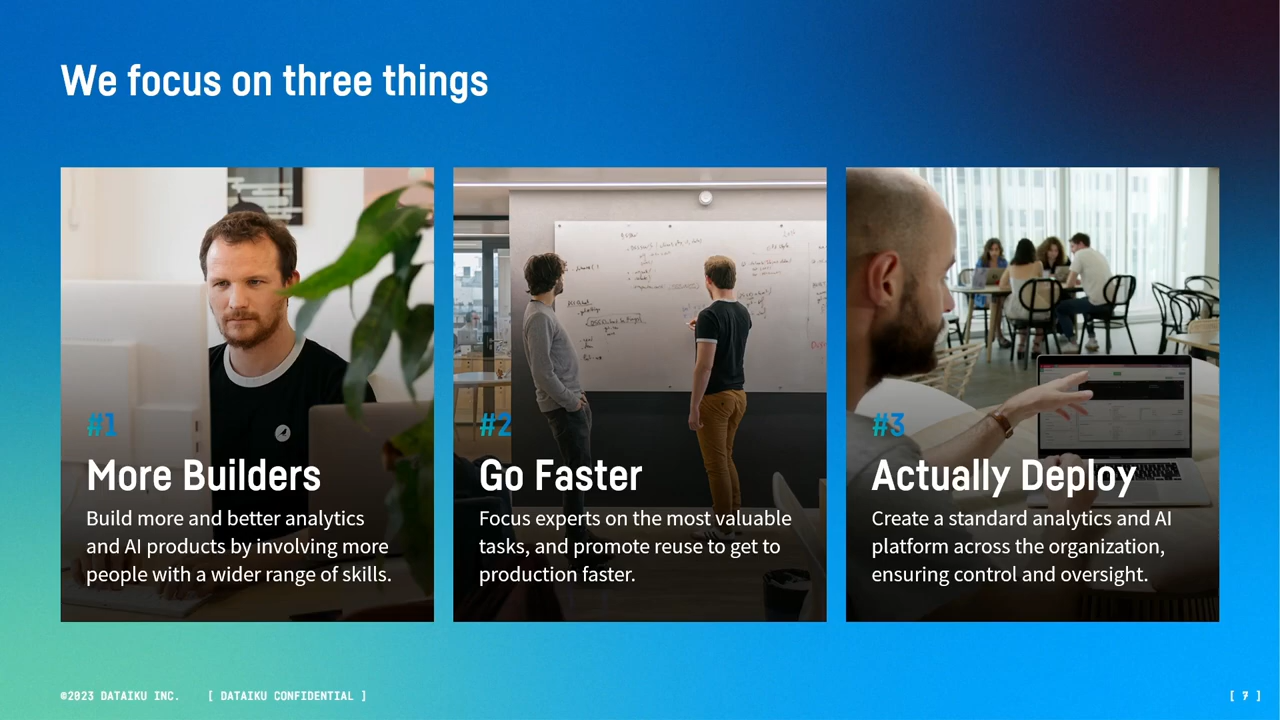 We focus on three things
#1
More Builders
Build more and better analytics
and AI products by involving more
people with a wider range of skills.
#2
Go Faster
Focus experts on the most valuable
tasks, and promote reuse to get to
production faster.
#3
Actually Deploy
Create a standard analytics and AI
platform across the organization,
ensuring control and oversight.
©2023 DATAIKU INC. [ DATAIKU CONFIDENTIAL ]
[ 7 ]